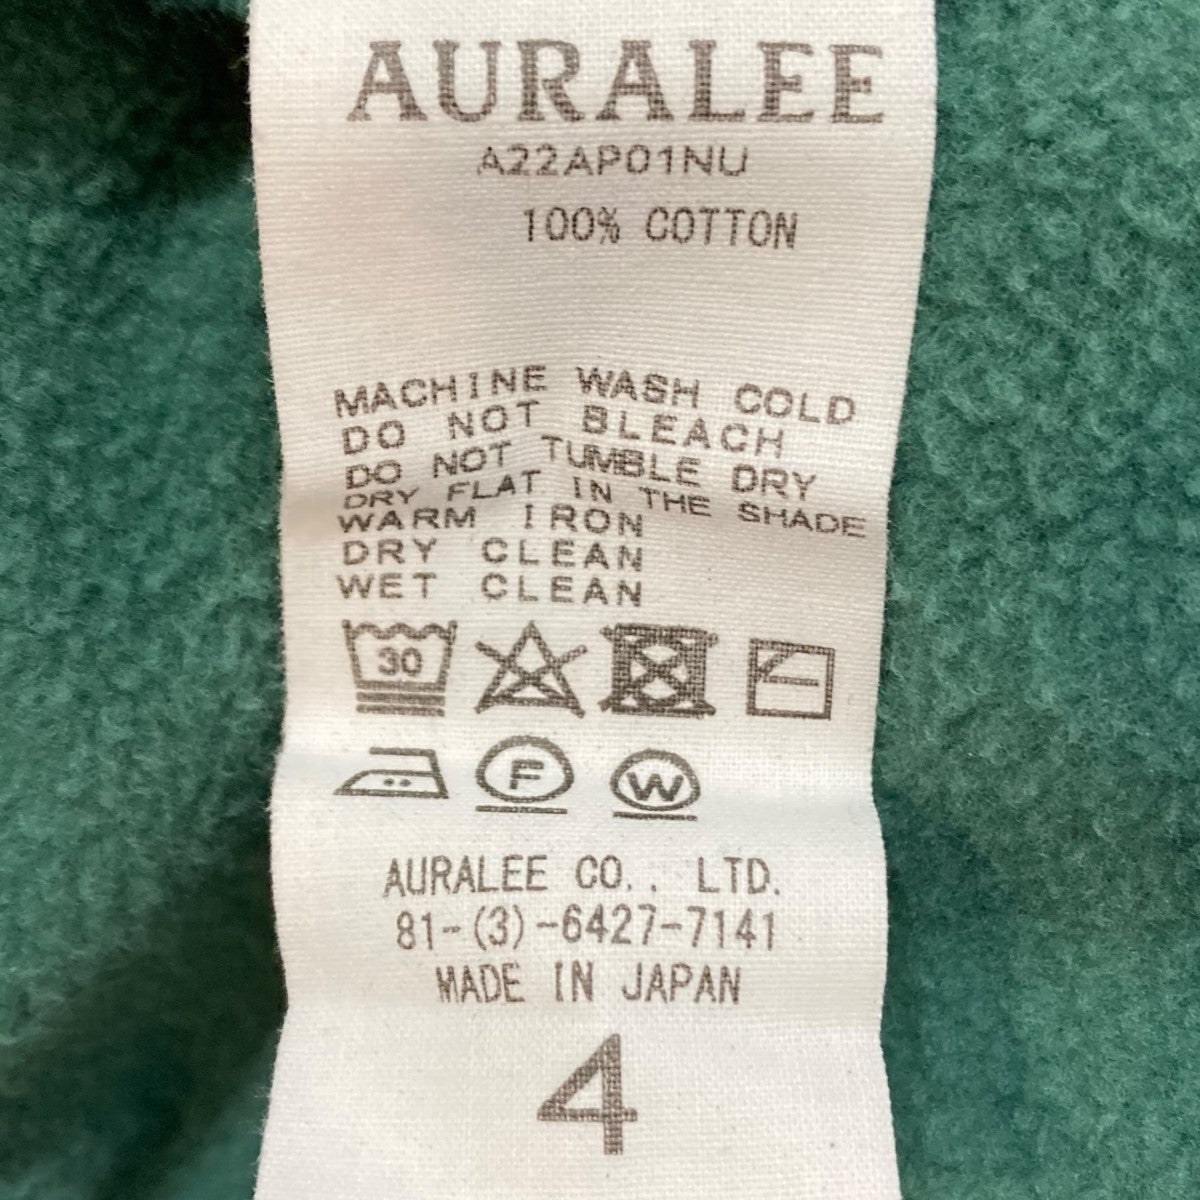 AURALEE
A22AP01NU
100% COTTON
MACHINE WASH COLD
DO NOT BLEACH
DO NOT TUMBLE DRY
DRY FLAT IN THE SHADE
WARM IRON
DRY CLEAN
WET CLEAN
30
F W
AURALEE CO., LTD.
81-(3)-6427-7141
MADE IN JAPAN
4